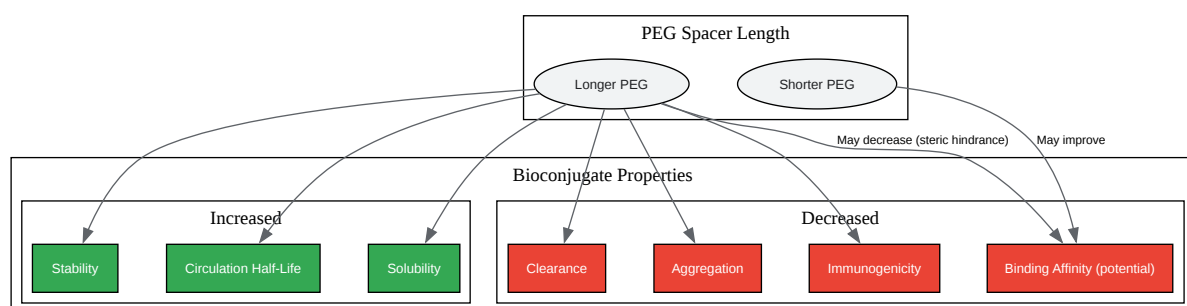 PEG Spacer Length
Longer PEG
Shorter PEG
May decrease (steric hindrance)
May improve
Bioconjugate Properties
Increased
Decreased
Stability
Circulation Half-Life
Solubility
Clearance
Aggregation
Immunogenicity
Binding Affinity (potential)